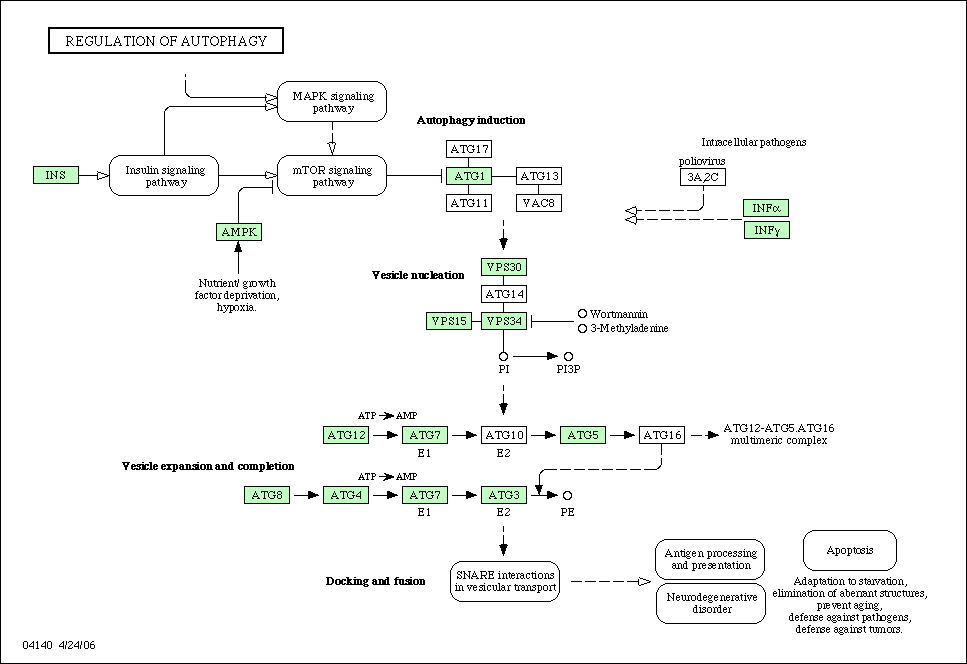 REGULATION OF AUTOPHAGY
MAPK signaling
pathway
Autophagy induction
INS
Insulin signaling
pathway
mTOR signaling
pathway
ATG17
ATG1
ATG13
ATG11
VAC8
Intracellular pathogens
poliovirus
3A,2C
INFα
INFγ
AMPK
Nutrient/ growth
factor deprivation,
hypoxia.
Vesicle nucleation
VPS30
ATG14
VPS15
VPS34
Wortmannin
3-Methyladenine
PI
PI3P
ATP
AMP
ATG12
ATG7
ATG10
ATG5
ATG16
ATG12-ATG5.ATG16
multimeric complex
E1
E2
Vesicle expansion and completion
ATP
AMP
ATG8
ATG4
ATG7
ATG3
E1
E2
PE
Docking and fusion
SNARE interactions
in vesicular transport
Antigen processing
and presentation
Neurodegenerative
disorder
Apoptosis
Adaptation to starvation,
elimination of aberrant structures,
prevent aging,
defense against pathogens,
defense against tumors.
04140 4/24/06